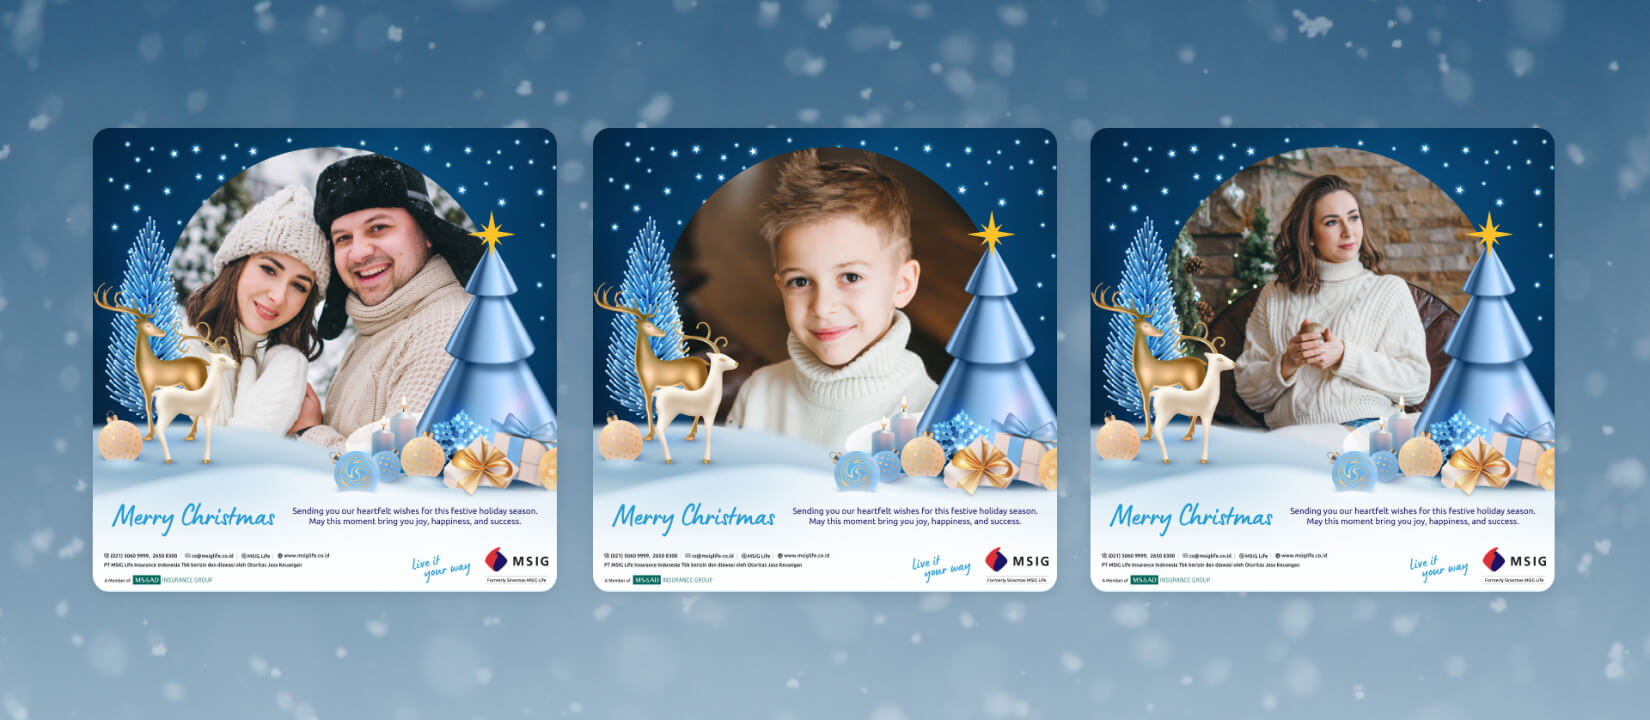 Merry Christmas
Sending you our heartfelt wishes for this festive holiday season.
May this moment bring you joy, happiness, and success.
(021) 5060 9999, 2650 8300 | cs@msiglife.co.id | @MSIG Life | www.msiglife.co.id
PT MSIG Life Insurance Indonesia Tbk berizin dan diawasi oleh Otoritas Jasa Keuangan
A Member of MS&AD INSURANCE GROUP
Live it
your way
MSIG
Formerly Sinarmas MSIG Life
Merry Christmas
Sending you our heartfelt wishes for this festive holiday season.
May this moment bring you joy, happiness, and success.
(021) 5060 9999, 2650 8300 | cs@msiglife.co.id | @MSIG Life | www.msiglife.co.id
PT MSIG Life Insurance Indonesia Tbk berizin dan diawasi oleh Otoritas Jasa Keuangan
A Member of MS&AD INSURANCE GROUP
Live it
your way
MSIG
Formerly Sinarmas MSIG Life
Merry Christmas
Sending you our heartfelt wishes for this festive holiday season.
May this moment bring you joy, happiness, and success.
(021) 5060 9999, 2650 8300 | cs@msiglife.co.id | @MSIG Life | www.msiglife.co.id
PT MSIG Life Insurance Indonesia Tbk berizin dan diawasi oleh Otoritas Jasa Keuangan
A Member of MS&AD INSURANCE GROUP
Live it
your way
MSIG
Formerly Sinarmas MSIG Life